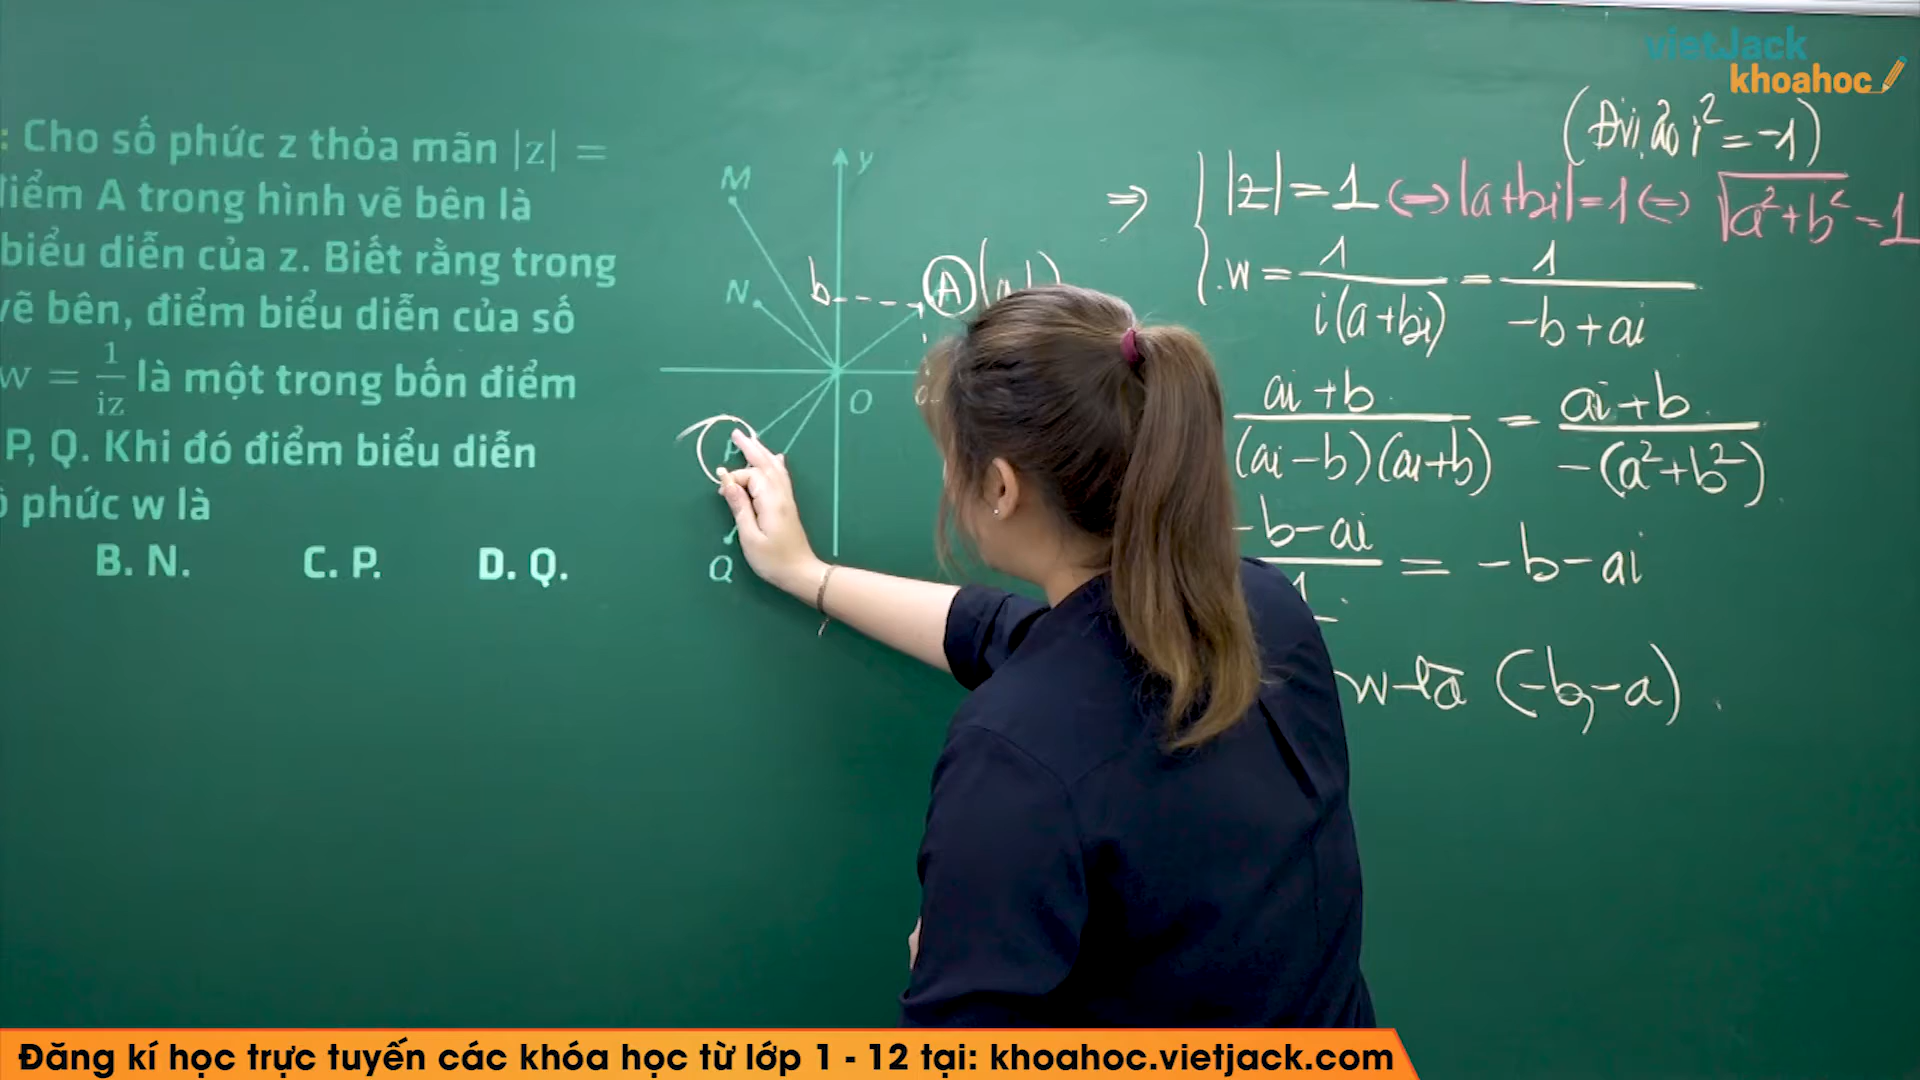 vietJack
khoahoc
: Cho số phức z thỏa mãn |z| =
điểm A trong hình vẽ bên là
biểu diễn của z. Biết rằng trong
vẽ bên, điểm biểu diễn của số
w = 1/iz là một trong bốn điểm
P, Q. Khi đó điểm biểu diễn
ố phức w là
B. N. C. P. D. Q.
M
y
N
b
A
O
P
Q
(Đvị ảo i² = -1)
⇒ |z| = 1 ⇔ |a+bi| = 1 ⇔ √(a²+b²) = 1
w = 1/i(a+bi) = 1/-b+ai
ai+b/(ai-b)(ai+b) = ai+b/-(a²+b²)
-b-ai/1 = -b-ai
w là (-b,-a).
Đăng kí học trực tuyến các khóa học từ lớp 1 - 12 tại: khoahoc.vietjack.com